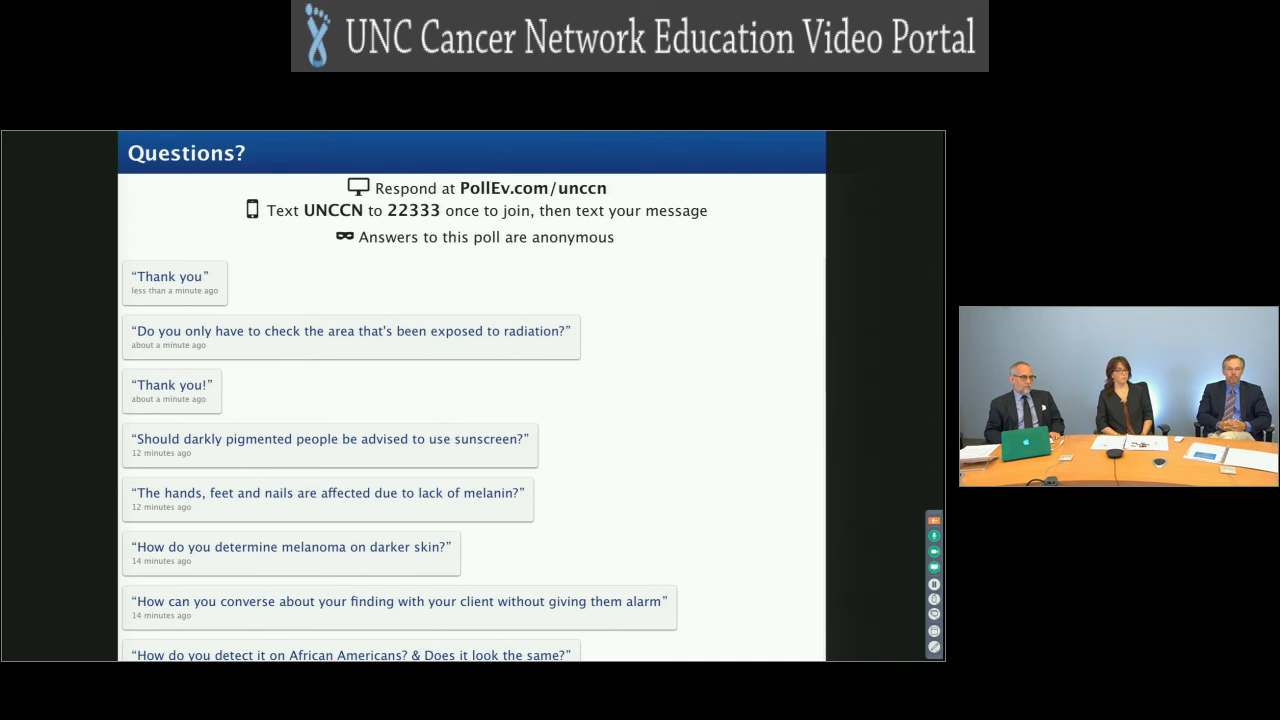 UNC Cancer Network Education Video Portal
Questions?
Respond at PollEv.com/unccn
Text UNCCN to 22333 once to join, then text your message
Answers to this poll are anonymous
“Thank you”
less than a minute ago
“Do you only have to check the area that's been exposed to radiation?”
about a minute ago
“Thank you!”
about a minute ago
“Should darkly pigmented people be advised to use sunscreen?”
12 minutes ago
“The hands, feet and nails are affected due to lack of melanin?”
12 minutes ago
“How do you determine melanoma on darker skin?”
14 minutes ago
“How can you converse about your finding with your client without giving them alarm”
14 minutes ago
“How do you detect it on African Americans? & Does it look the same?”